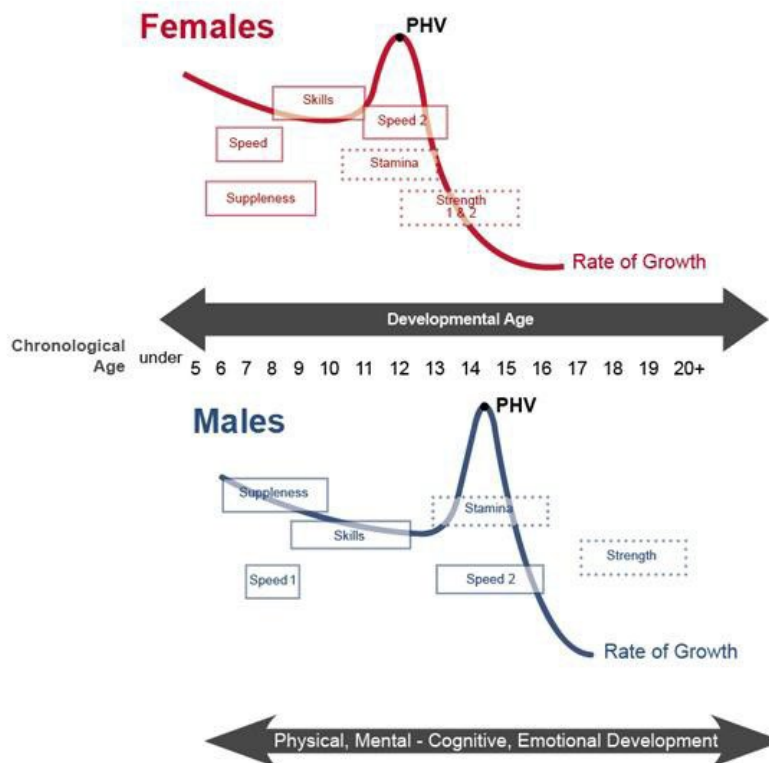 Females
PHV
Skills
Speed 2
Speed
Stamina
Suppleness
Strength
1 & 2
Rate of Growth
Developmental Age
Chronological
Age
under
5 6 7 8 9 10 11 12 13 14 15 16 17 18 19 20+
PHV
Males
Suppleness
Stamina
Skills
Strength
Speed 1
Speed 2
Rate of Growth
Physical, Mental - Cognitive, Emotional Development